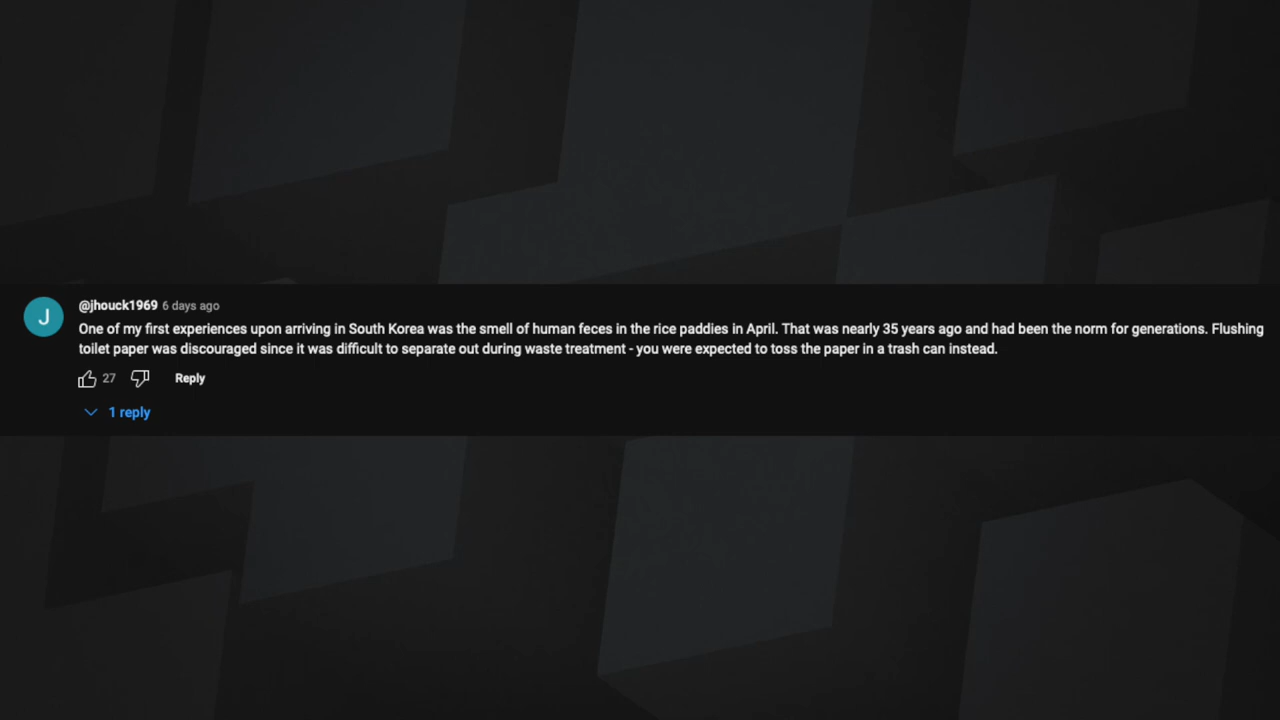 J
@jhouck1969 6 days ago
One of my first experiences upon arriving in South Korea was the smell of human feces in the rice paddies in April. That was nearly 35 years ago and had been the norm for generations. Flushing
toilet paper was discouraged since it was difficult to separate out during waste treatment - you were expected to toss the paper in a trash can instead.
27 Reply
1 reply